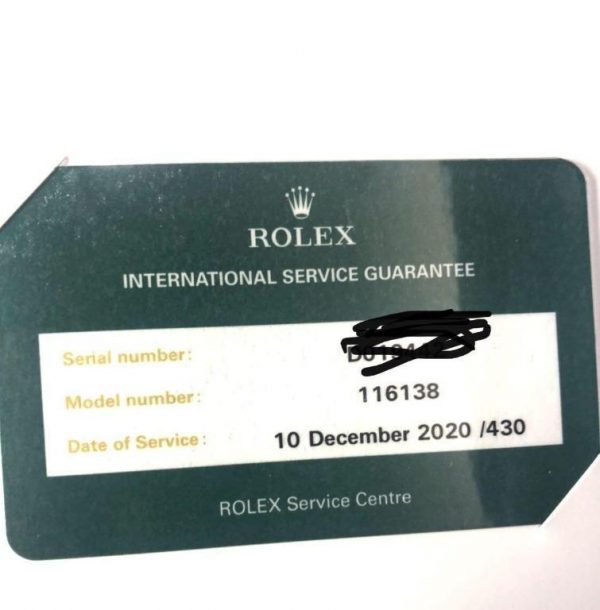 ROLEX
INTERNATIONAL SERVICE GUARANTEE
Serial number:
Model number: 116138
Date of Service: 10 December 2020 /430
ROLEX Service Centre